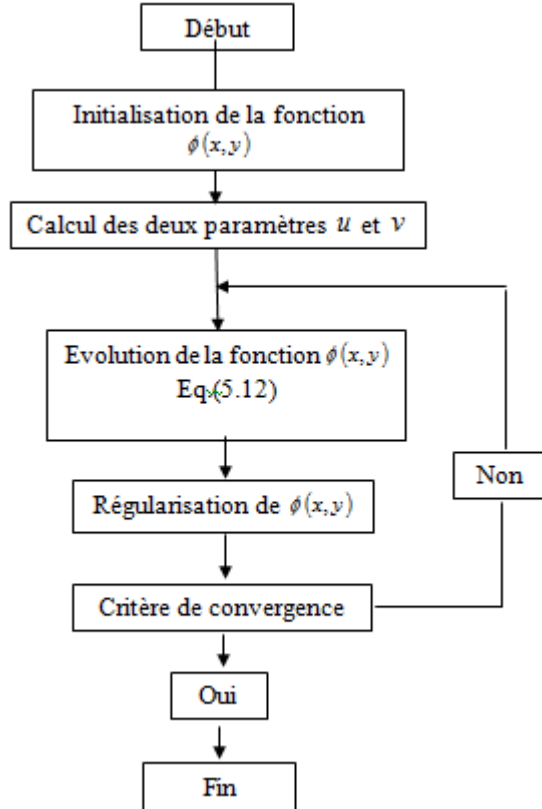 Début
Initialisation de la fonction
ϕ(x,y)
Calcul des deux paramètres u et v
Evolution de la fonction ϕ(x,y)
Eq.(5.12)
Non
Régularisation de ϕ(x,y)
Critère de convergence
Oui
Fin